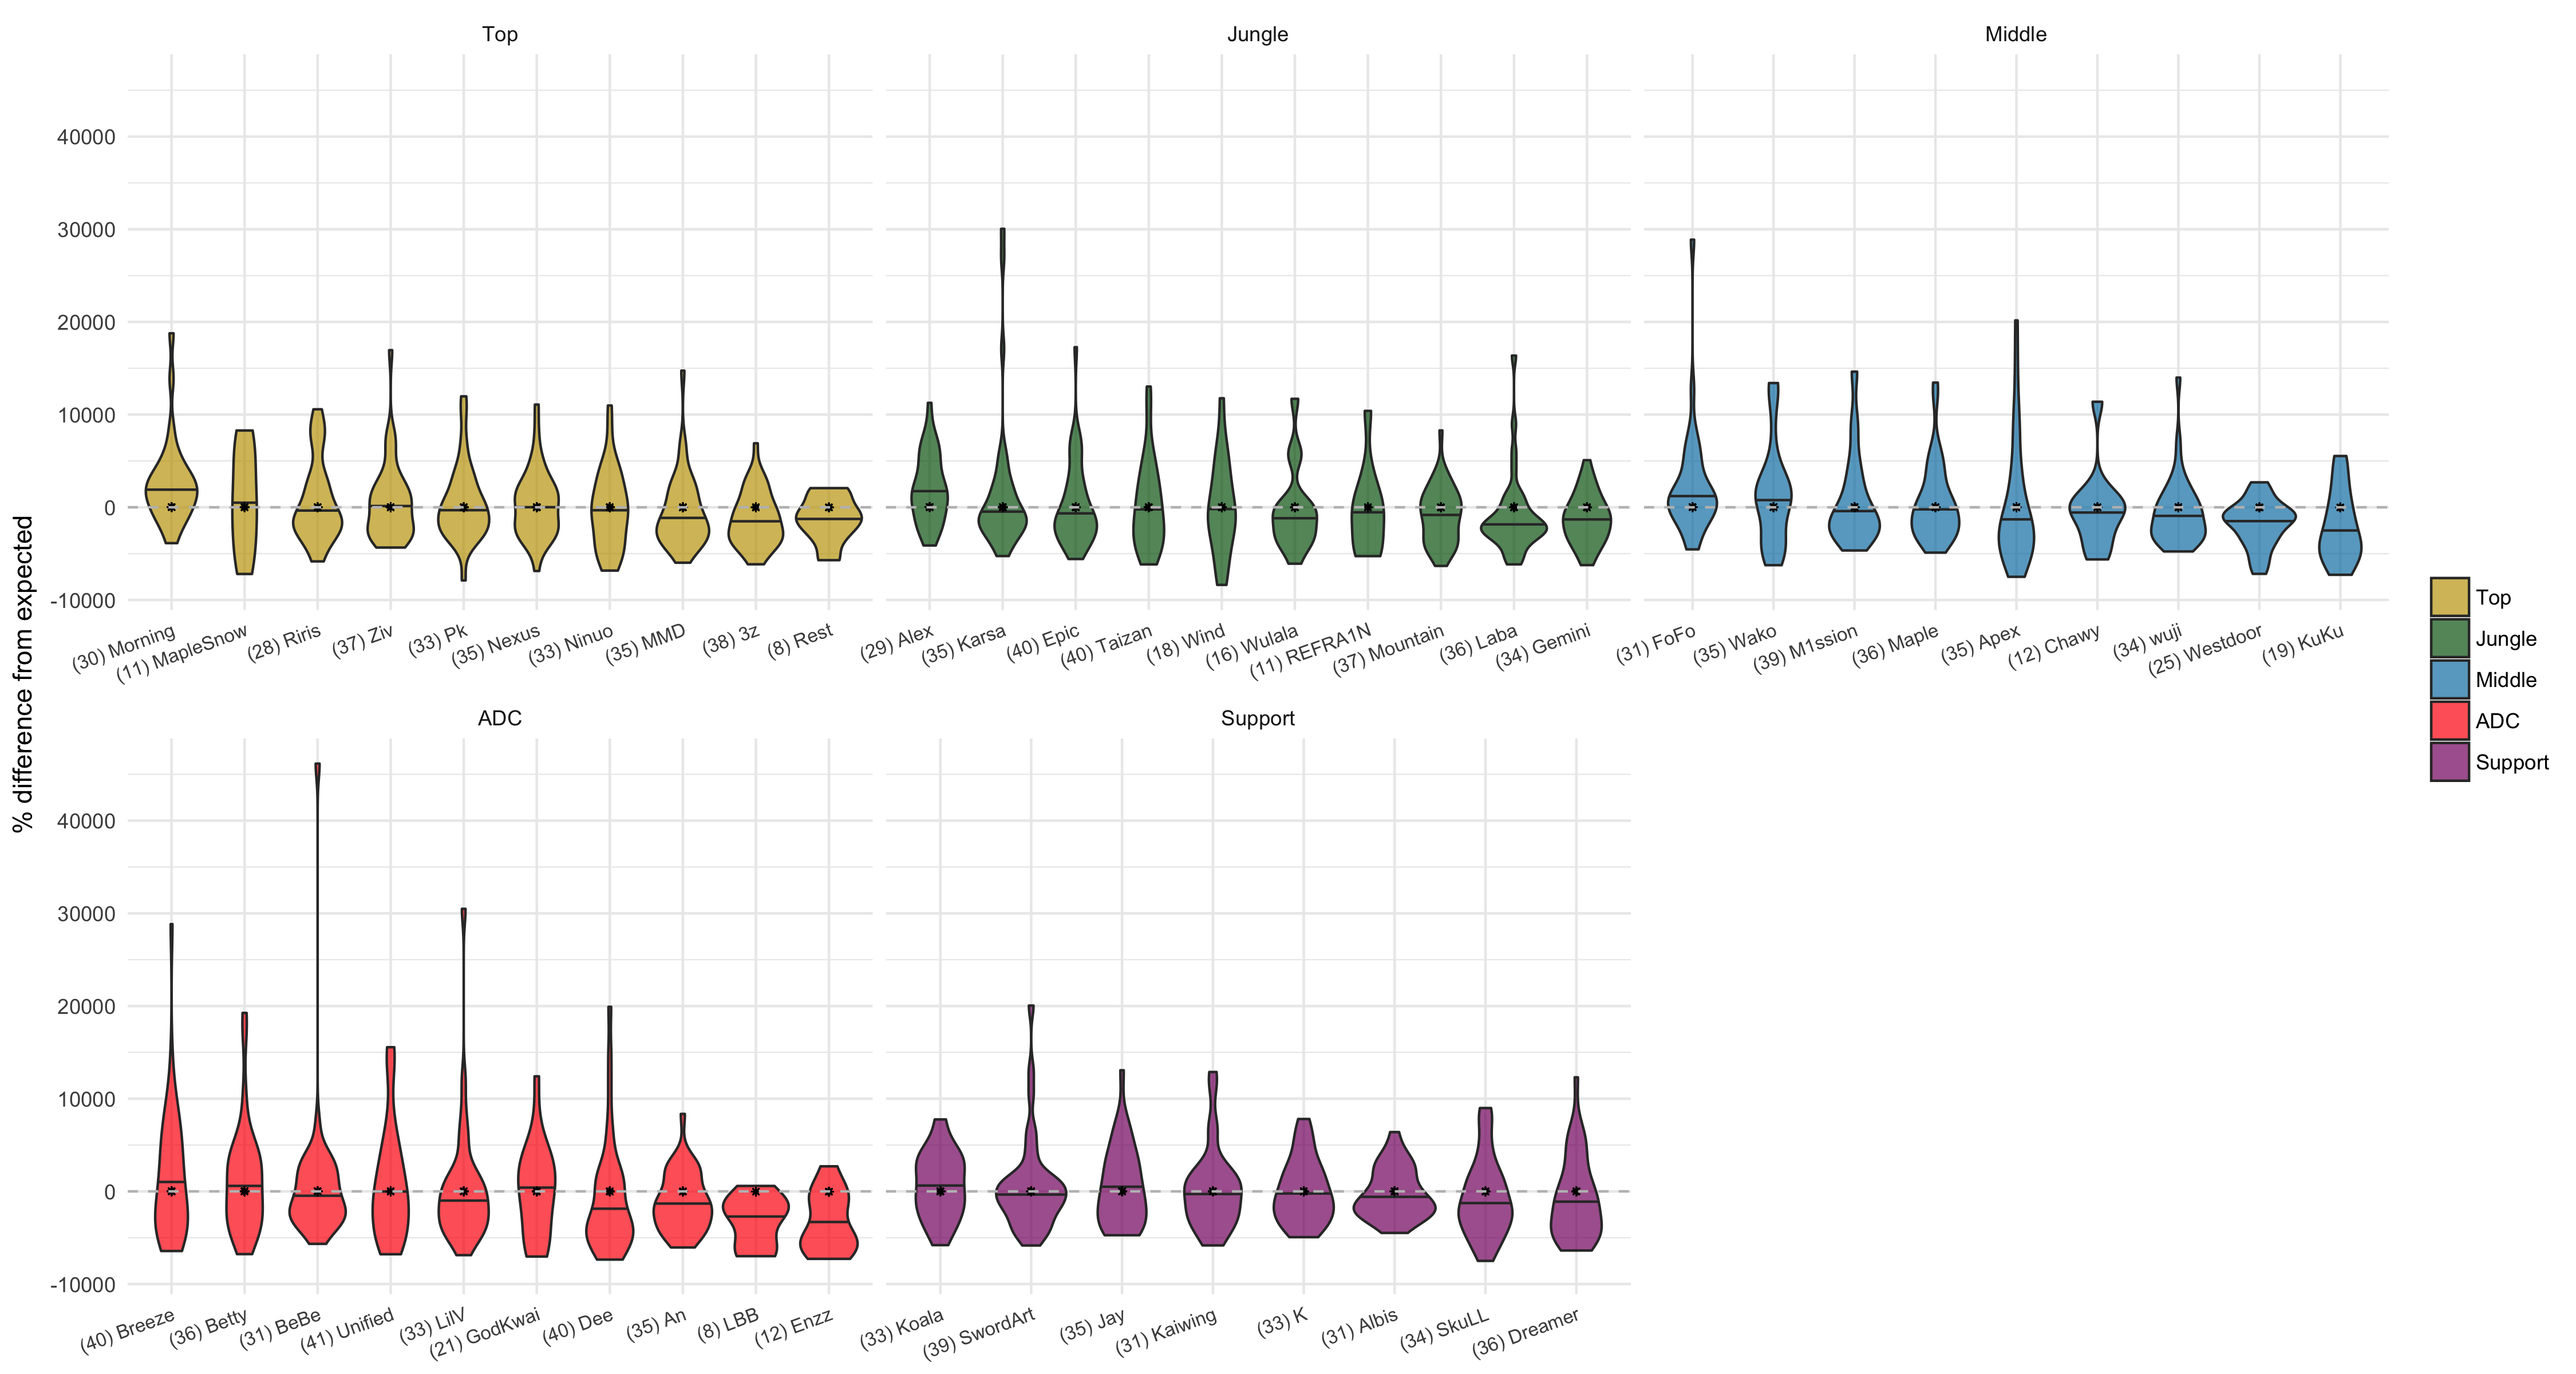 Top
Jungle
Middle
% difference from expected
40000
30000
20000
10000
0
-10000
(30) Morning
(11) MapleSnow
(28) Riris
(37) Ziv
(33) Pk
(35) Nexus
(33) Ninuo
(35) MMD
(38) 3z
(8) Rest
(29) Alex
(35) Karsa
(40) Epic
(40) Taizan
(18) Wind
(16) Wulala
(11) REFRA1N
(37) Mountain
(36) Laba
(34) Gemini
(31) FoFo
(35) Wako
(39) M1ssion
(36) Maple
(35) Apex
(12) Chawy
(34) wuji
(25) Westdoor
(19) KuKu
Top
Jungle
Middle
ADC
Support
ADC
Support
40000
30000
20000
10000
0
-10000
(40) Breeze
(36) Betty
(31) BeBe
(41) Unified
(33) LilV
(21) GodKwai
(40) Dee
(35) An
(8) LBB
(12) Enzz
(33) Koala
(39) SwordArt
(35) Jay
(31) Kaiwing
(33) K
(31) Albis
(34) SkuLL
(36) Dreamer